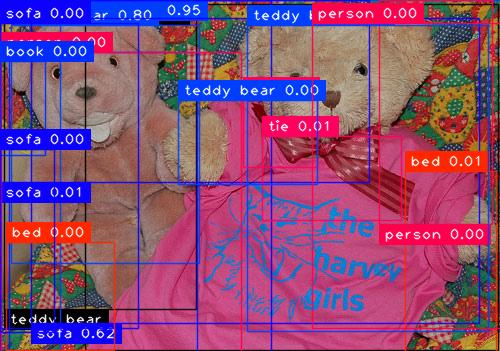 sofa 0.00
ar 0.80
0.95
teddy b
person 0.00
0.00
book 0.00
teddy bear 0.00
tie 0.01
sofa 0.00
bed 0.01
sofa 0.01
the
harvey
girls
bed 0.00
person 0.00
teddy bear
sofa 0.62